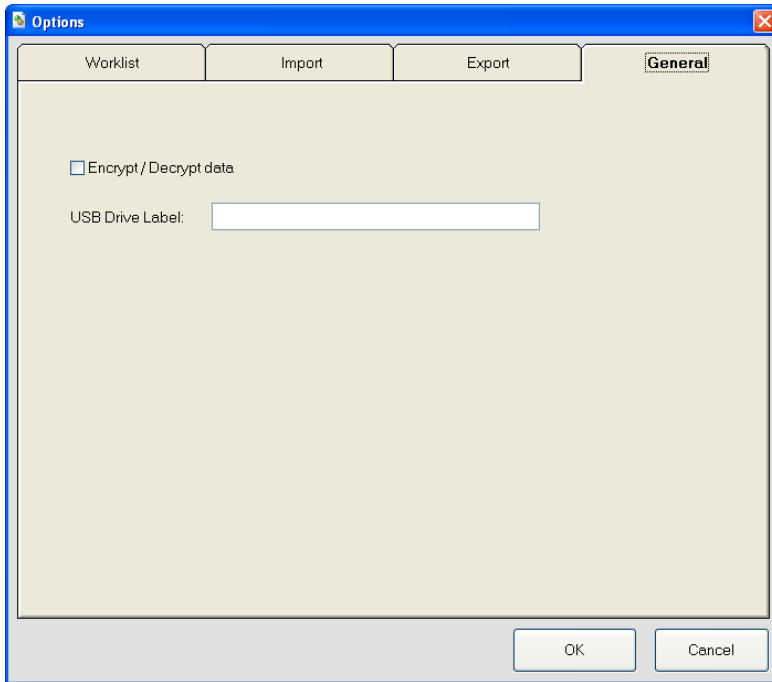 Options
Worklist Import Export General
Encrypt / Decrypt data
USB Drive Label:
OK Cancel